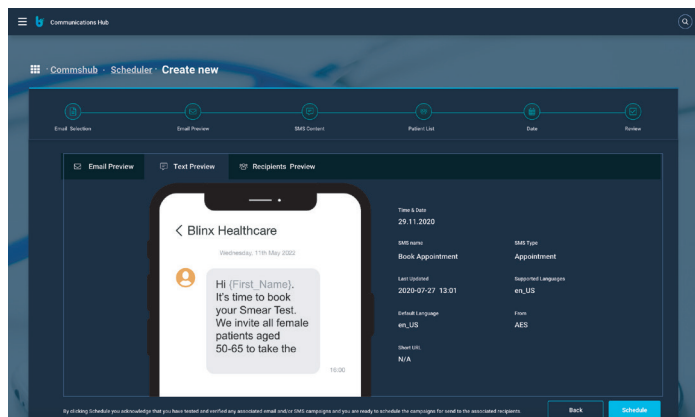 Communications Hub
Commshub · Scheduler · Create new
Email Selection
Email Preview
SMS Content
Patient List
Date
Review
Email Preview
Text Preview
Recipients Preview
< Blinx Healthcare
Wednesday, 11th May 2022
Hi {First_Name}.
It's time to book
your Smear Test.
We invite all female
patients aged
50-65 to take the
16:00
Time & Date
29.11.2020
SMS name
SMS Type
Book Appointment
Appointment
Last Updated
Supported Languages
2020-07-27 13:01
en_US
Default Language
From
en_US
AES
Short URL
N/A
By clicking Schedule you acknowledge that you have tested and verified any associated email and/or SMS campaigns and you are ready to schedule the campaigns for send to the associated recipients.
Back
Schedule